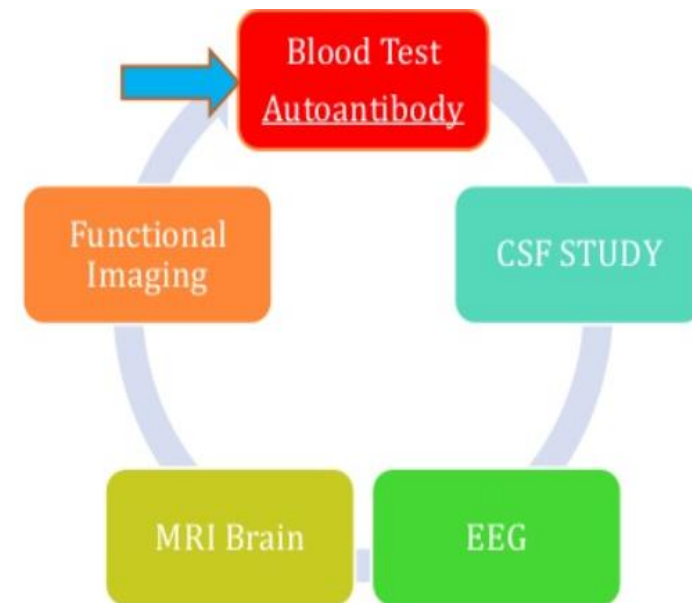 Blood Test
Autoantibody
CSF STUDY
EEG
MRI Brain
Functional
Imaging